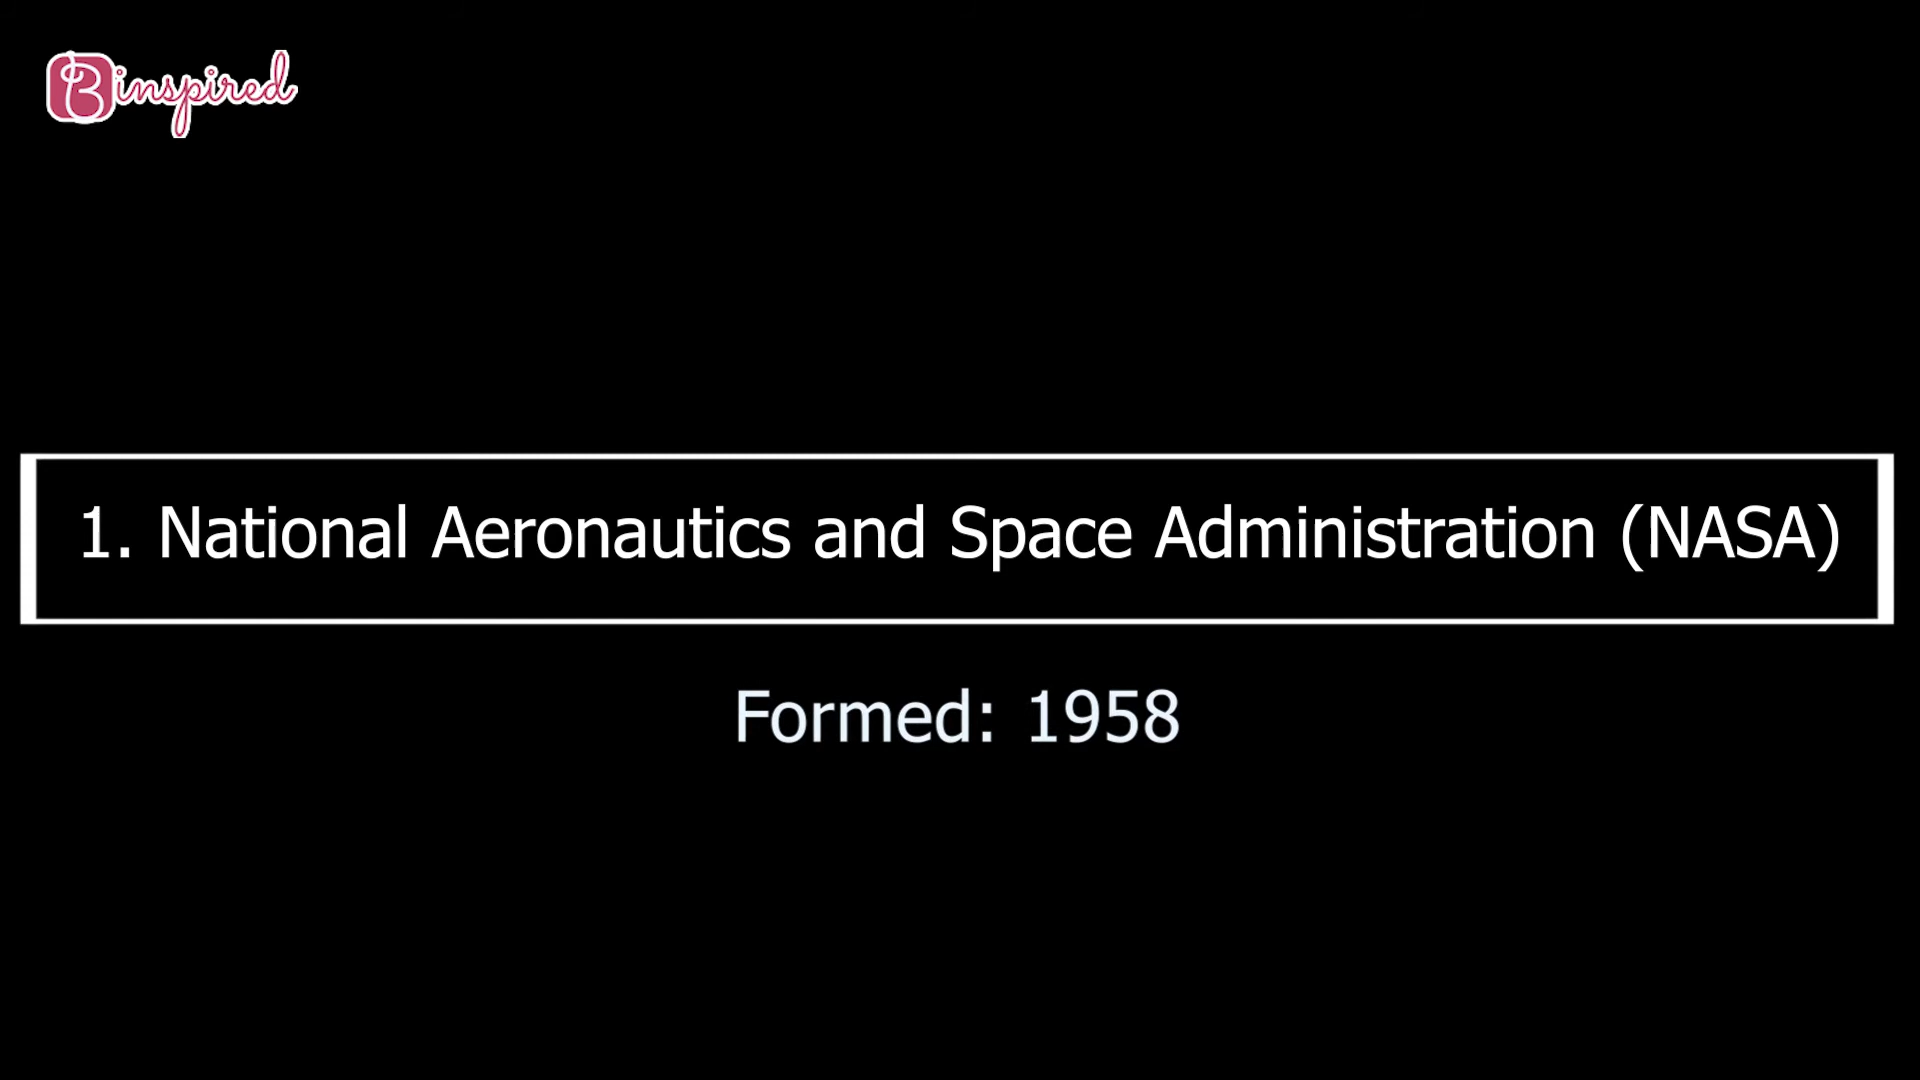 Binspired
1. National Aeronautics and Space Administration (NASA)
Formed: 1958